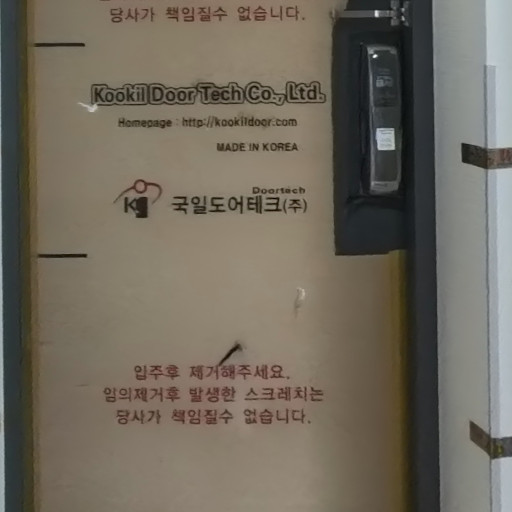 당사가 책임질수 없습니다.
Kookil Door Tech Co., Ltd.
Homepage : http://kookildoor.com
MADE IN KOREA
Doortech
국일도어테크(주)
입주후 제거해주세요.
임의제거후 발생한 스크레치는
당사가 책임질수 없습니다.